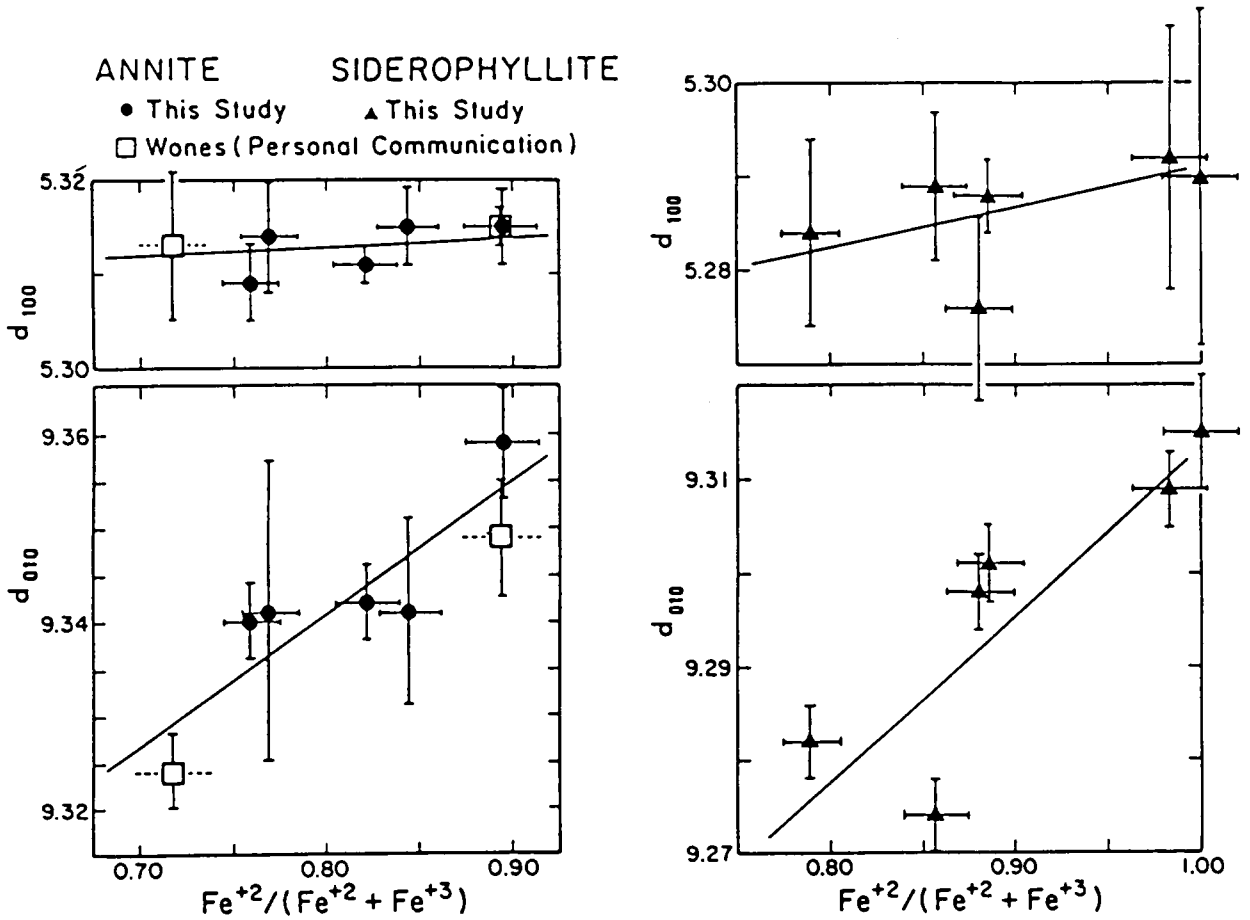 ANNITE SIDEROPHYLLITE
● This Study ▲ This Study
□ Wones (Personal Communication)
5.32
d100
5.30
9.36
d010
9.34
9.32
0.70 0.80 0.90
Fe+2/(Fe+2 + Fe+3)
5.30
d100
5.28
9.31
d010
9.29
9.27
0.80 0.90 1.00
Fe+2/(Fe+2 + Fe+3)